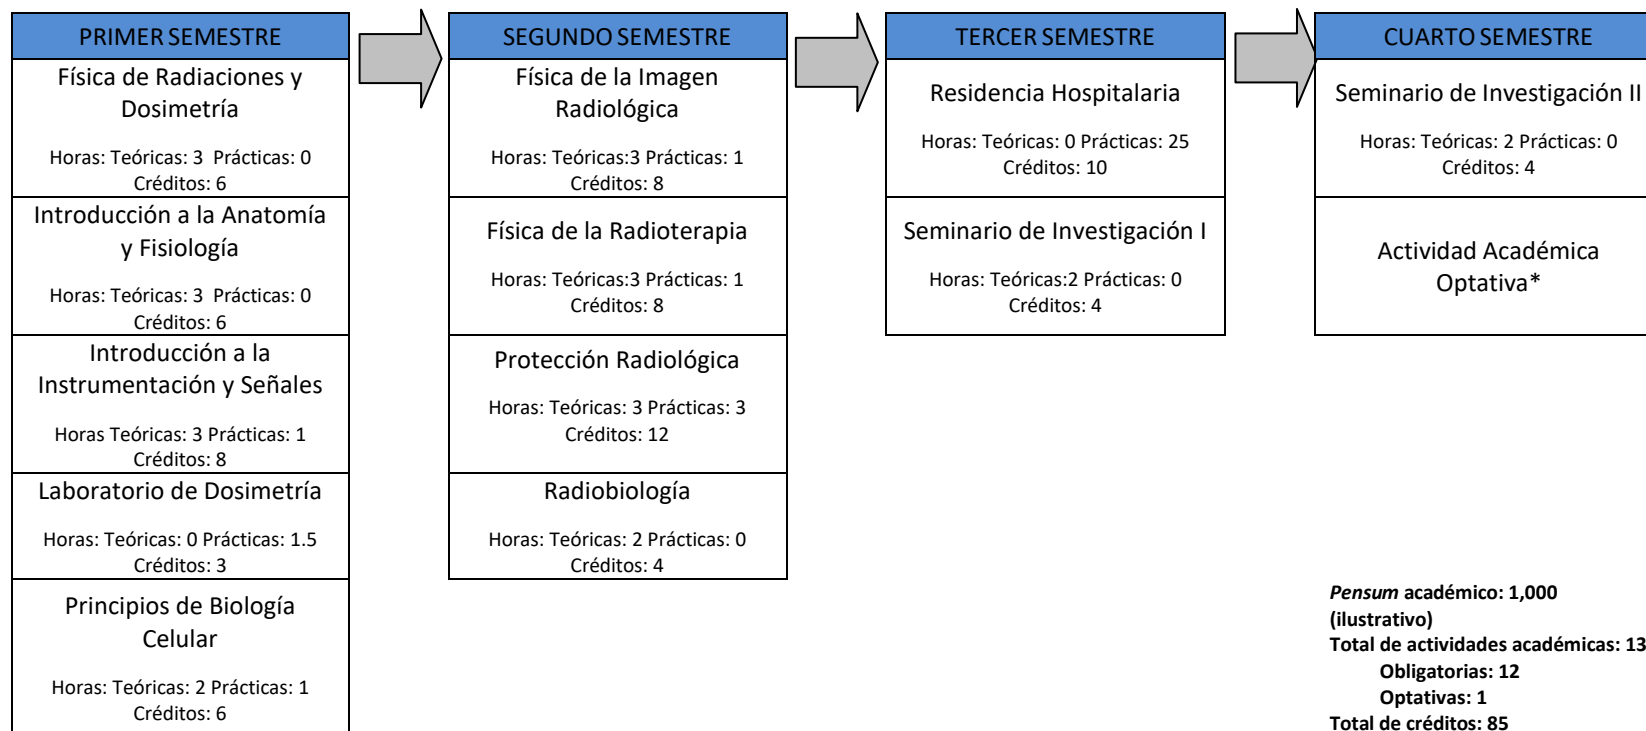 PRIMER SEMESTRE
Física de Radiaciones y
Dosimetría
Horas: Teóricas: 3 Prácticas: 0
Créditos: 6
Introducción a la Anatomía
y Fisiología
Horas: Teóricas: 3 Prácticas: 0
Créditos: 6
Introducción a la
Instrumentación y Señales
Horas Teóricas: 3 Prácticas: 1
Créditos: 8
Laboratorio de Dosimetría
Horas: Teóricas: 0 Prácticas: 1.5
Créditos: 3
Principios de Biología
Celular
Horas: Teóricas: 2 Prácticas: 1
Créditos: 6
SEGUNDO SEMESTRE
Física de la Imagen
Radiológica
Horas: Teóricas:3 Prácticas: 1
Créditos: 8
Física de la Radioterapia
Horas: Teóricas:3 Prácticas: 1
Créditos: 8
Protección Radiológica
Horas: Teóricas: 3 Prácticas: 3
Créditos: 12
Radiobiología
Horas: Teóricas: 2 Prácticas: 0
Créditos: 4
TERCER SEMESTRE
Residencia Hospitalaria
Horas: Teóricas: 0 Prácticas: 25
Créditos: 10
Seminario de Investigación I
Horas: Teóricas:2 Prácticas: 0
Créditos: 4
CUARTO SEMESTRE
Seminario de Investigación II
Horas: Teóricas: 2 Prácticas: 0
Créditos: 4
Actividad Académica
Optativa*
Pensum académico: 1,000
(ilustrativo)
Total de actividades académicas: 13
Obligatorias: 12
Optativas: 1
Total de créditos: 85